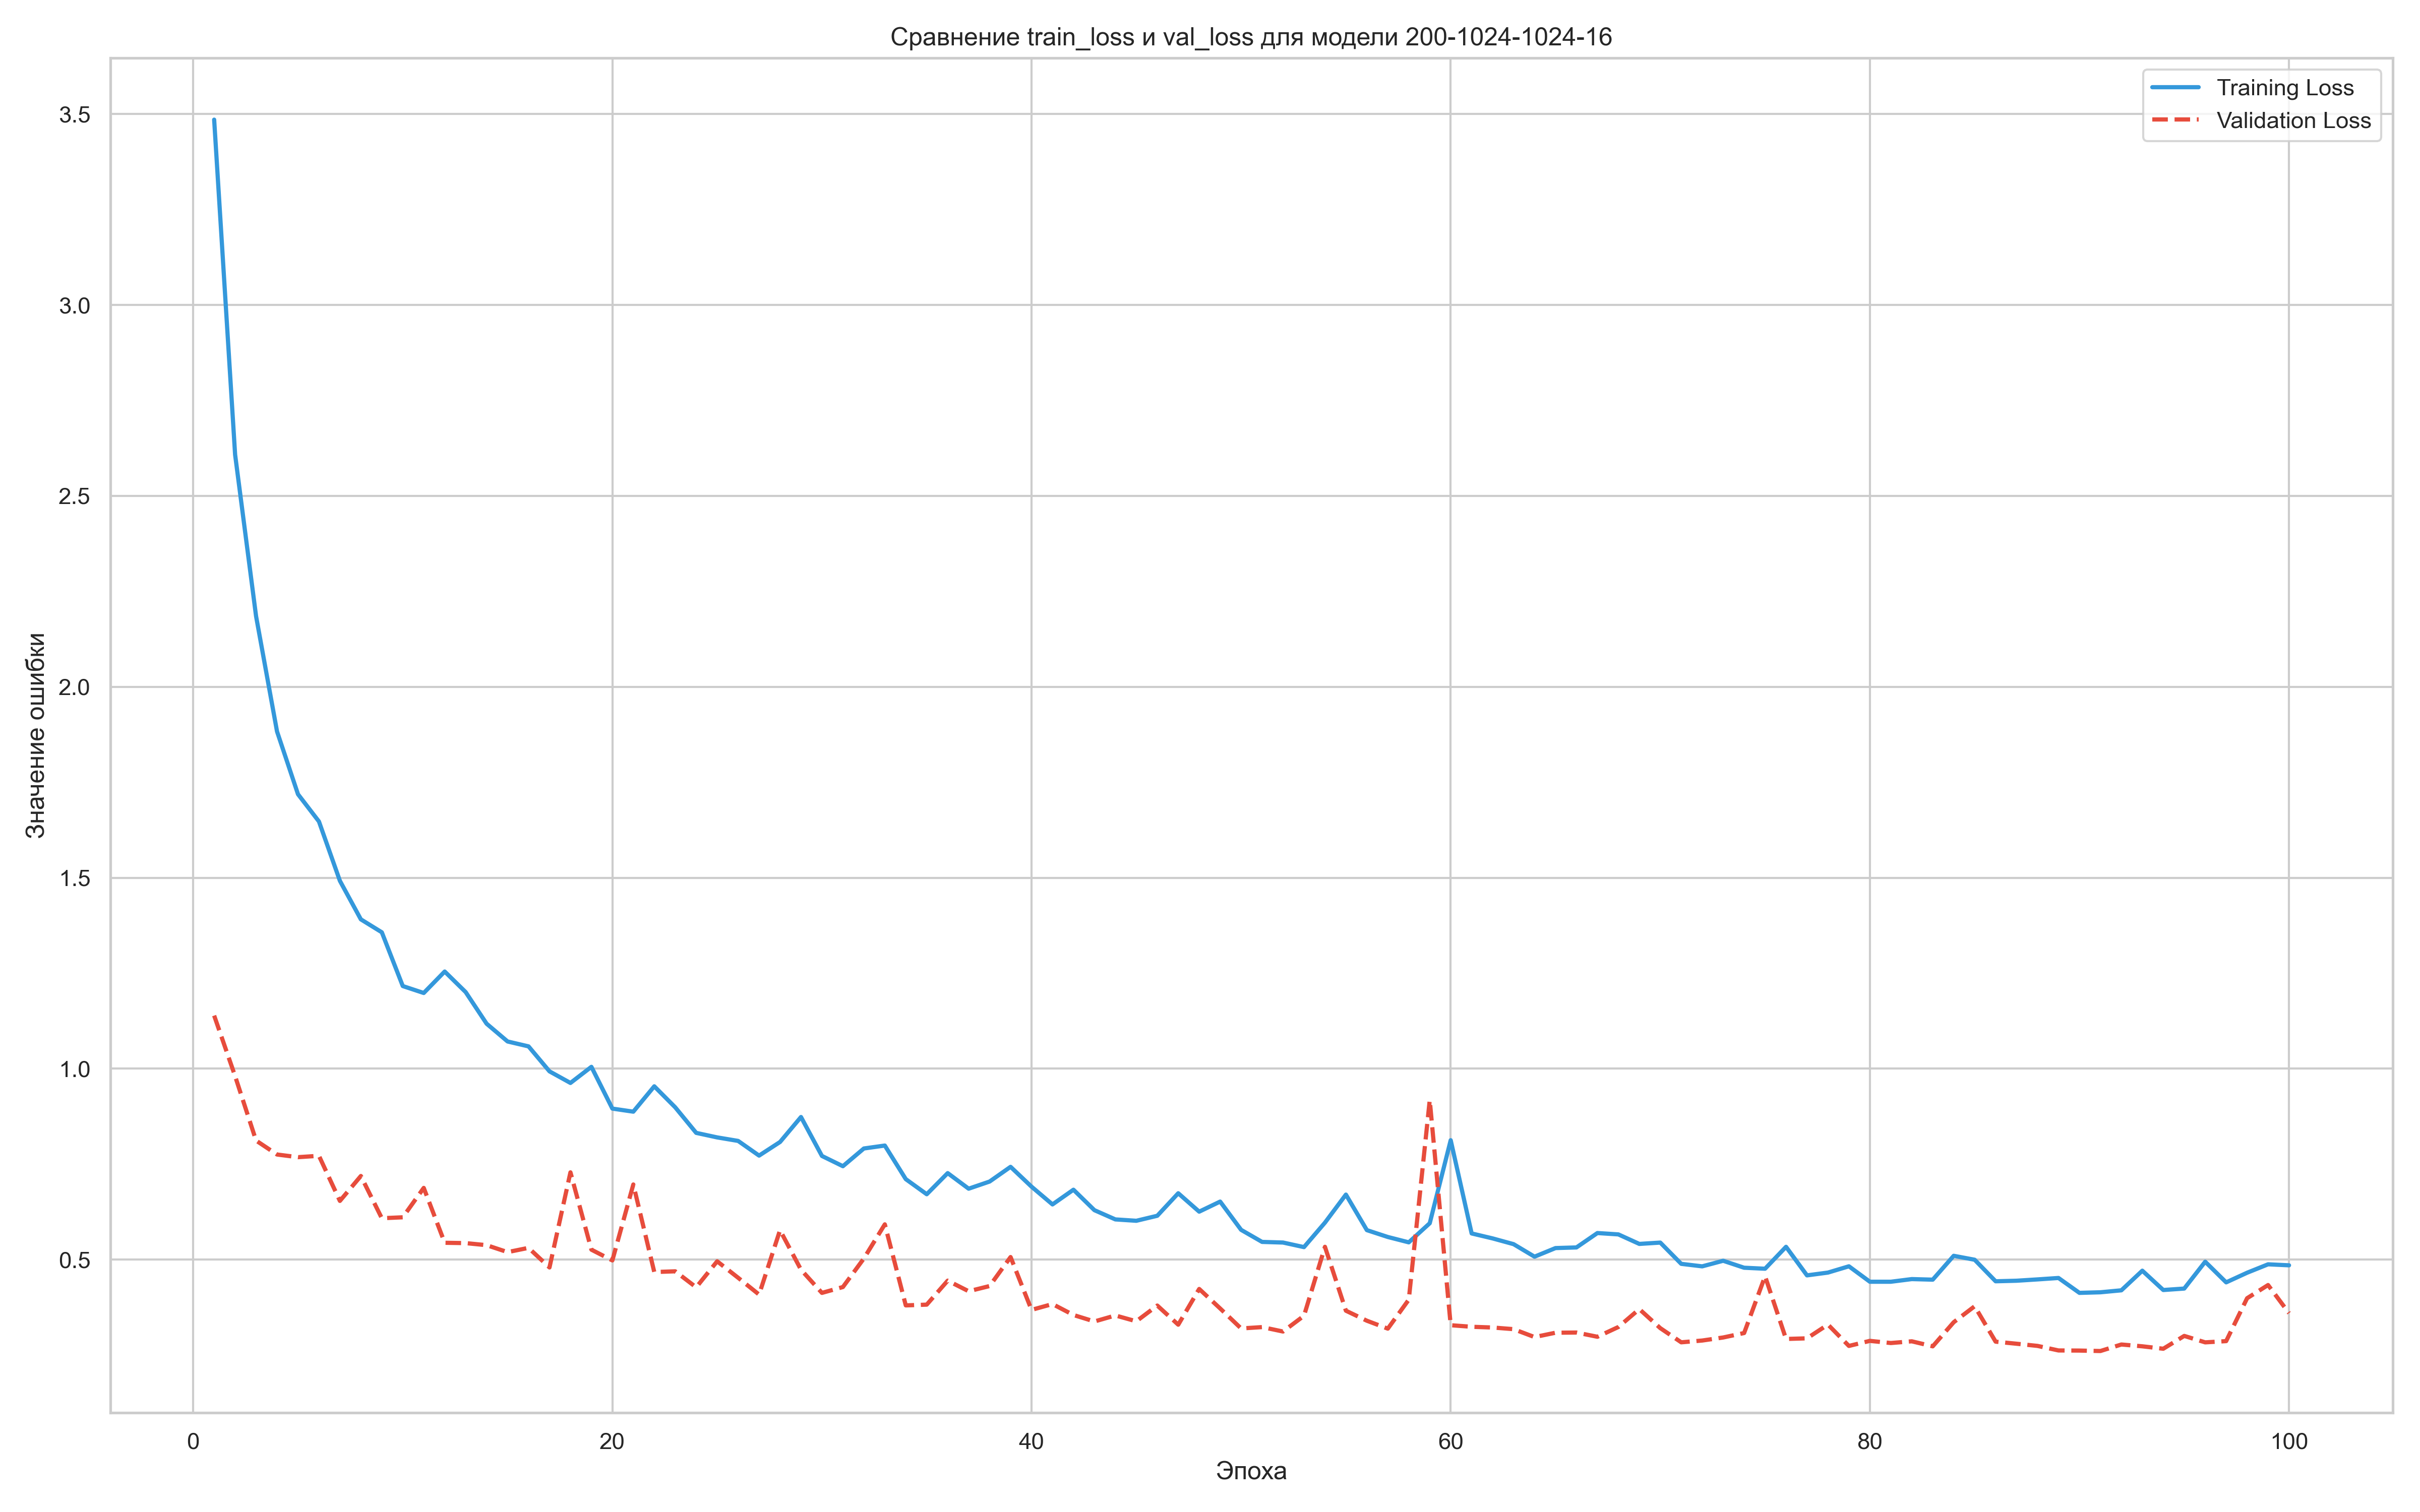 Сравнение train_loss и val_loss для модели 200-1024-1024-16
Training Loss
Validation Loss
3.5
3.0
2.5
2.0
1.5
1.0
0.5
Значение ошибки
0
20
40
60
80
100
Эпоха